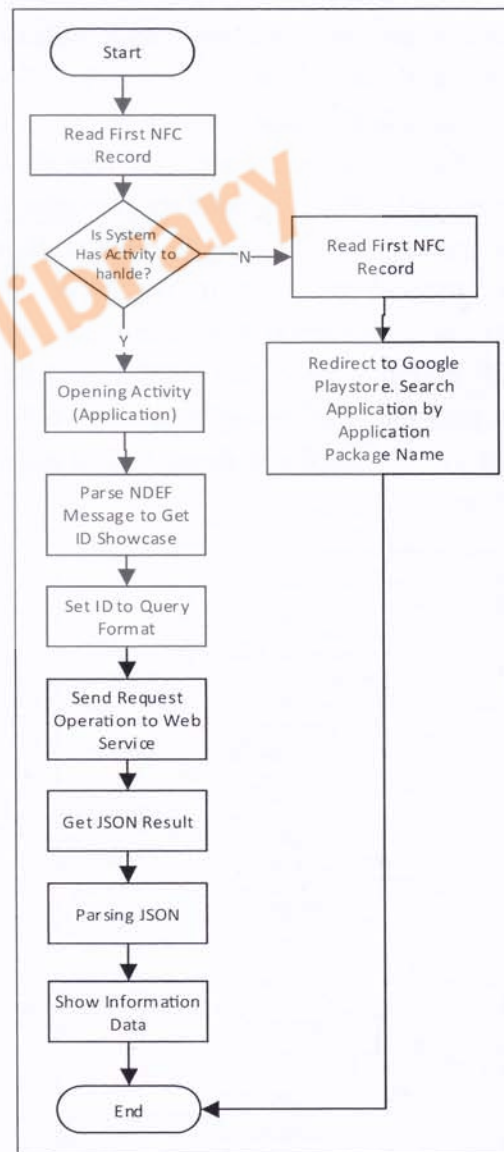 Start
Read First NFC
Record
Is System
Has Activity to
hanlde?
N
Read First NFC
Record
Redirect to Google
Playstore. Search
Application by
Application
Package Name
Y
Opening Activity
(Application)
Parse NDEF
Message to Get
ID Showcase
Set ID to Query
Format
Send Request
Operation to Web
Service
Get JSON Result
Parsing JSON
Show Information
Data
End
library